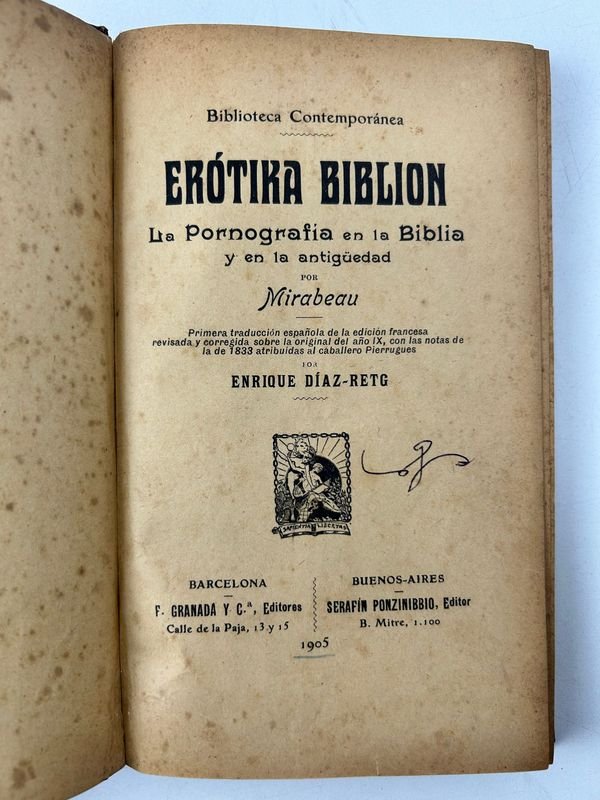 Biblioteca Contemporánea
ERÓTIKA BIBLION
La Pornografía en la Biblia
y en la antigüedad
POR
Mirabeau
Primera traducción española de la edición francesa
revisada y corregida sobre la original del año IX, con las notas de
la de 1833 atribuidas al caballero Pierrugues
POR
ENRIQUE DÍAZ-RETG
SAPIENTIA LIBERTAS
BARCELONA
F. GRANADA Y C.ª, Editores
Calle de la Paja, 13 y 15
BUENOS-AIRES
SERAFÍN PONZINIBBIO, Editor
B. Mitre, 1.100
1905